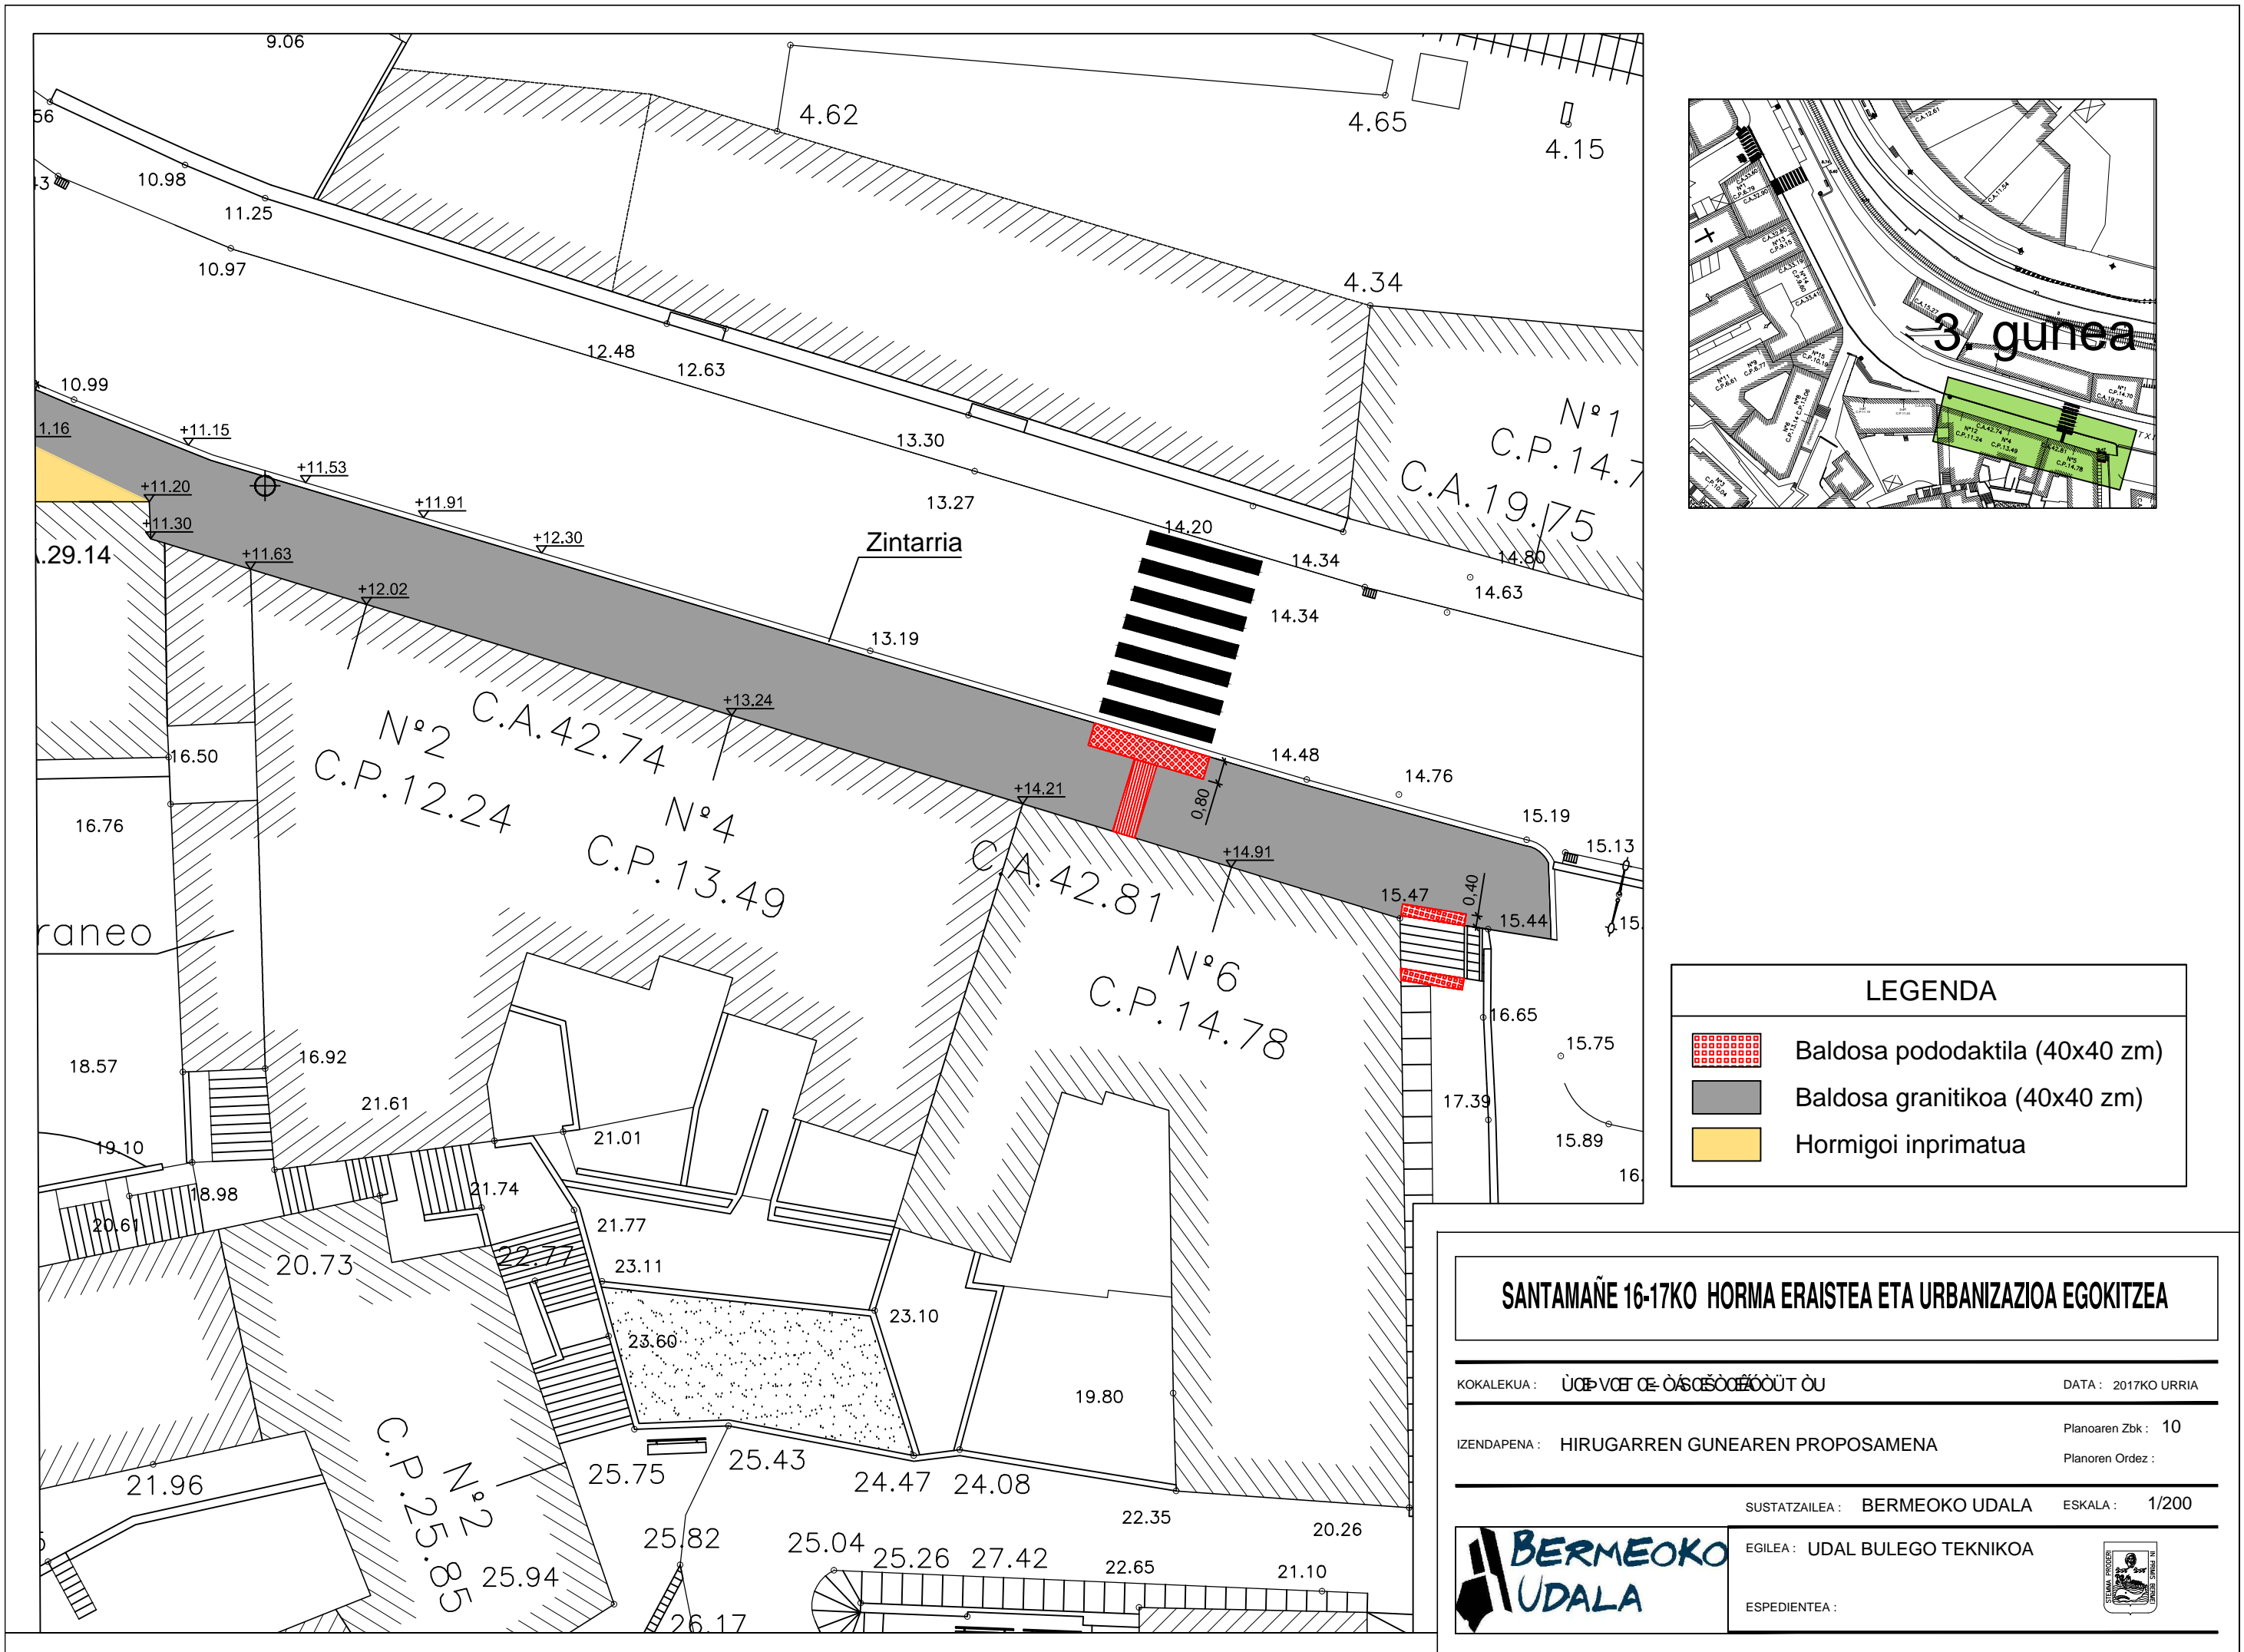 9.06
56
10.98
11.25
10.97
4.62
4.65
4.15
4.34
12.48
12.63
13.30
13.27
Nº1
C.A.19.75
10.99
+11.15
+11.53
+11.91
+12.30
+11.20
+11.30
+11.63
+12.02
Zintarria
13.19
14.20
14.34
14.34
14.80
14.63
3. gunea
Nº2
C.P.12.24
C.A.42.74
+13.24
Nº4
C.P.13.49
+14.21
C.A.42.81
0,80
+14.91
14.48
14.76
15.19
15.13
15.47
0,40
15.44
Nº6
C.P.14.78
16.50
16.76
raneo
18.57
16.92
21.61
19.10
18.98
20.61
21.74
21.01
21.77
22.77
20.73
23.11
23.10
23.60
16.65
15.75
17.39
15.89
16.
19.80
21.96
Nº2
C.P.25.85
25.94
25.75
25.43
24.47
24.08
22.35
20.26
25.82
25.04
25.26
27.42
22.65
21.10
26.17
LEGENDA
Baldosa pododaktila (40x40 zm)
Baldosa granitikoa (40x40 zm)
Hormigoi inprimatua
SANTAMAÑE 16-17KO HORMA ERAISTEA ETA URBANIZAZIOA EGOKITZEA
KOKALEKUA :
DATA : 2017KO URRIA
IZENDAPENA : HIRUGARREN GUNEAREN PROPOSAMENA
Planoaren Zbk : 10
Planoren Ordez :
SUSTATZAILEA : BERMEOKO UDALA
ESKALA : 1/200
BERMEOKO
UDALA
EGILEA : UDAL BULEGO TEKNIKOA
ESPEDIENTEA :